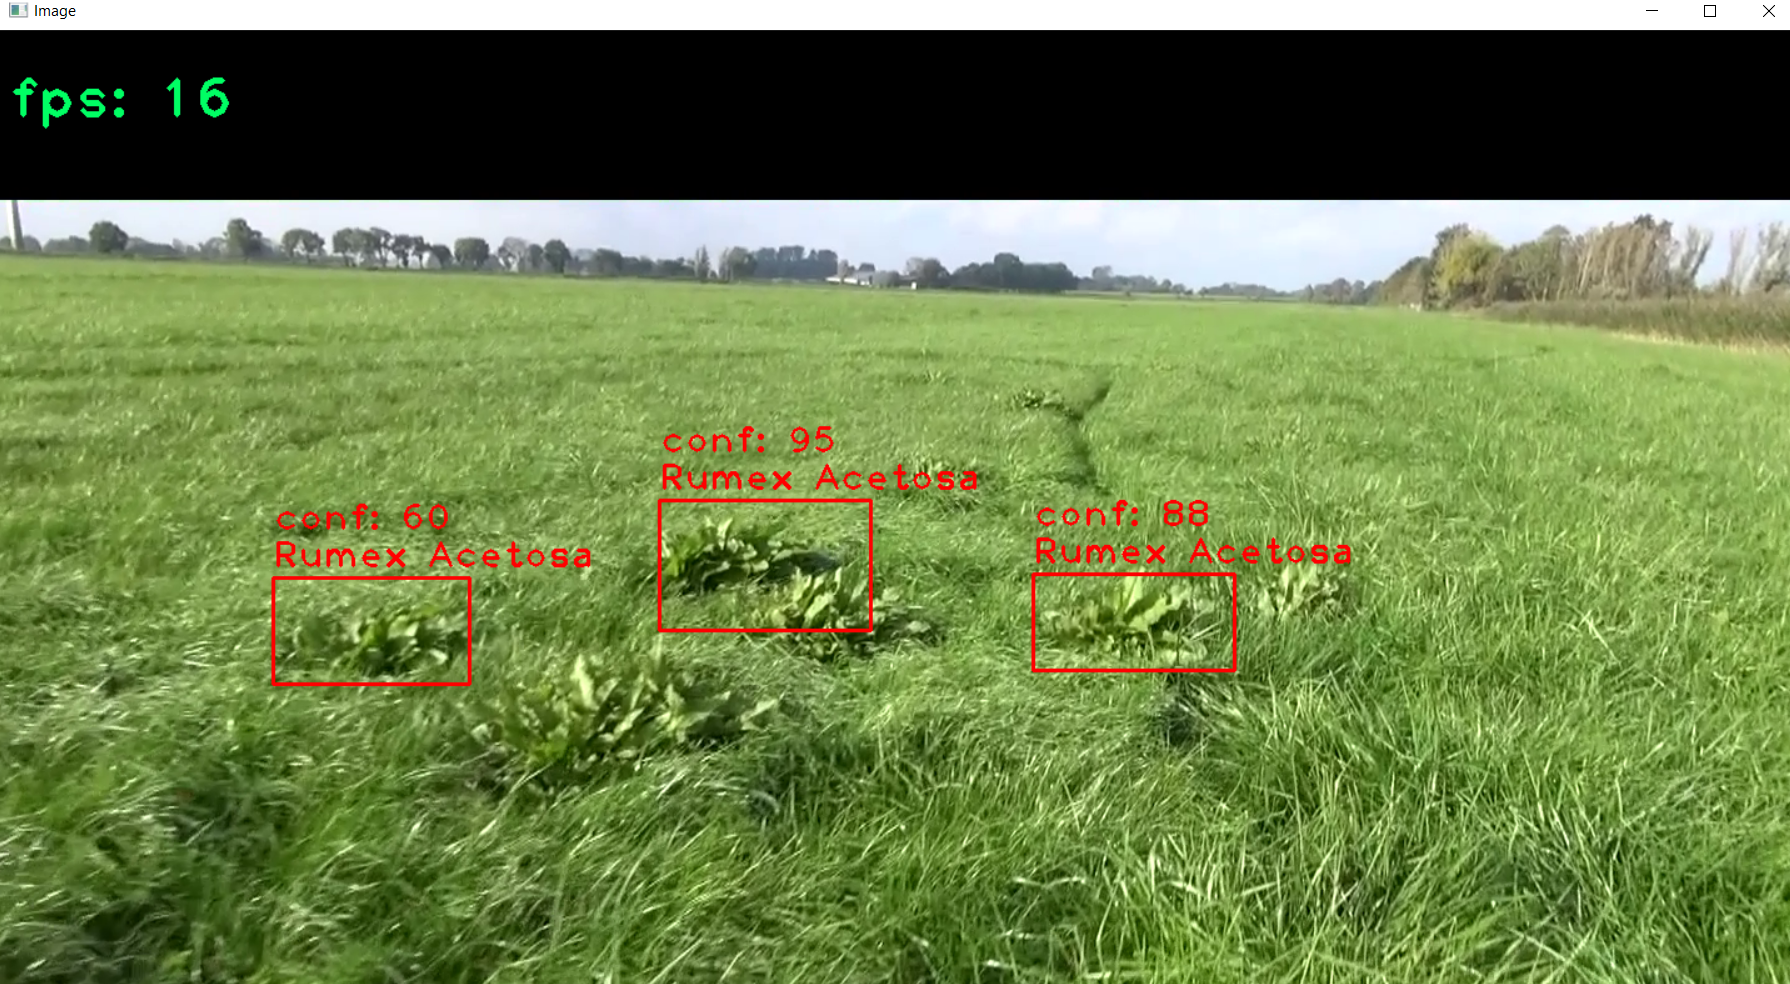 Image
fps: 16
conf: 95
Rumex Acetosa
conf: 60
Rumex Acetosa
conf: 88
Rumex Acetosa